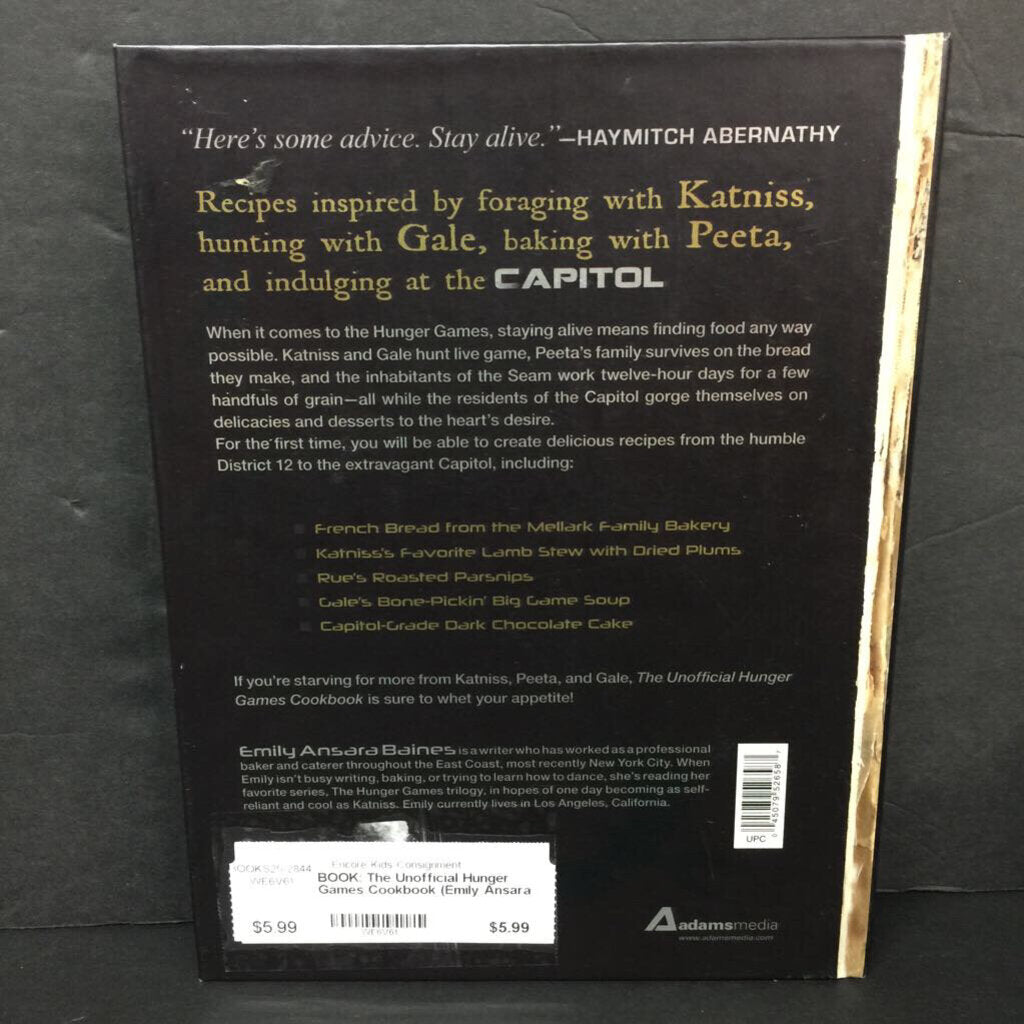 “Here’s some advice. Stay alive.”—HAYMITCH ABERNATHY
Recipes inspired by foraging with Katniss,
hunting with Gale, baking with Peeta,
and indulging at the CAPITOL
When it comes to the Hunger Games, staying alive means finding food any way
possible. Katniss and Gale hunt live game, Peeta’s family survives on the bread
they make, and the inhabitants of the Seam work twelve-hour days for a few
handfuls of grain—all while the residents of the Capitol gorge themselves on
delicacies and desserts to the heart’s desire.
For the first time, you will be able to create delicious recipes from the humble
District 12 to the extravagant Capitol, including:
French Bread from the Mellark Family Bakery
Katniss’s Favorite Lamb Stew with Dried Plums
Rue’s Roasted Parsnips
Gale’s Bone-Pickin’ Big Game Soup
Capitol-Grade Dark Chocolate Cake
If you’re starving for more from Katniss, Peeta, and Gale, The Unofficial Hunger
Games Cookbook is sure to whet your appetite!
Emily Ansara Baines is a writer who has worked as a professional
baker and caterer throughout the East Coast, most recently New York City. When
Emily isn’t busy writing, baking, or trying to learn how to dance, she’s reading her
favorite series, The Hunger Games trilogy, in hopes of one day becoming as self-
reliant and cool as Katniss. Emily currently lives in Los Angeles, California.
0 45079 52658 7
UPC
Encore Kids Consignment
BOOK: The Unofficial Hunger
Games Cookbook (Emily Ansara
$5.99
$5.99
adamsmedia
www.adamsmedia.com